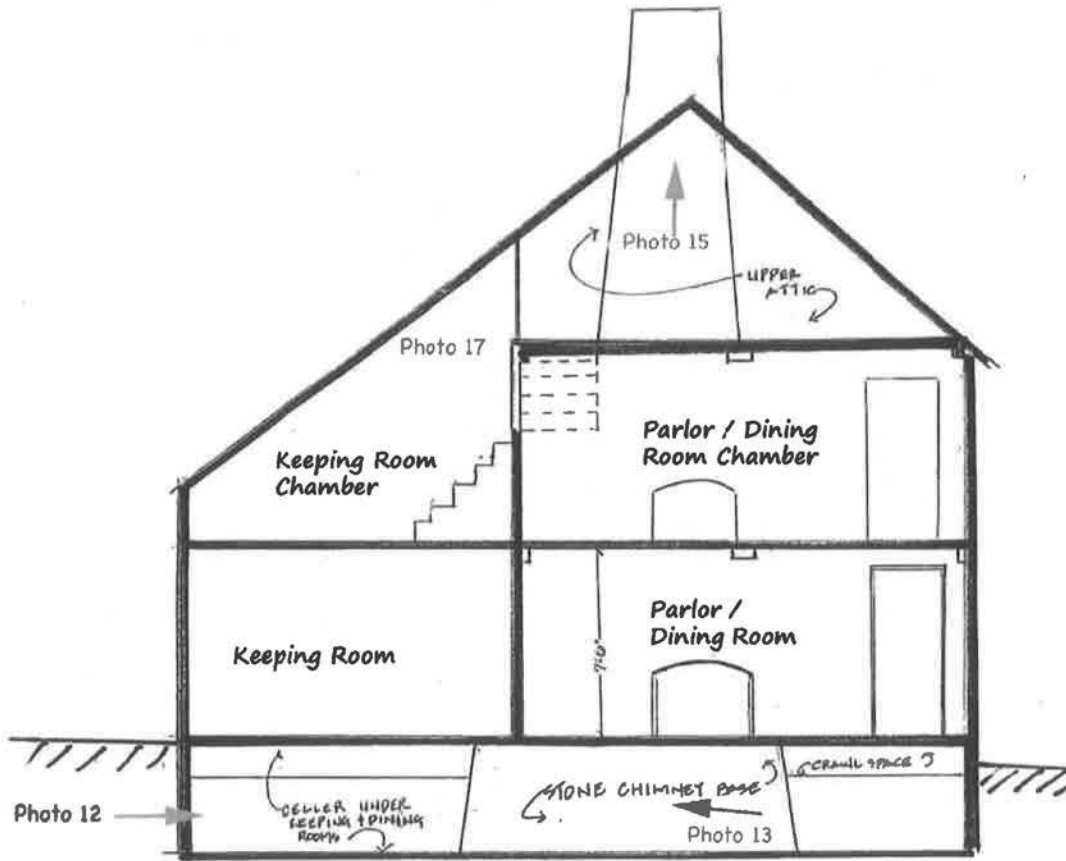 Photo 15
UPPER
ATTIC
Photo 17
Keeping Room
Chamber
Parlor / Dining
Room Chamber
Keeping Room
Parlor /
Dining Room
7'-6"
CRAWL SPACE
STONE CHIMNEY BASE
CELLER UNDER
KEEPING + DINING
ROOMS
Photo 12
Photo 13